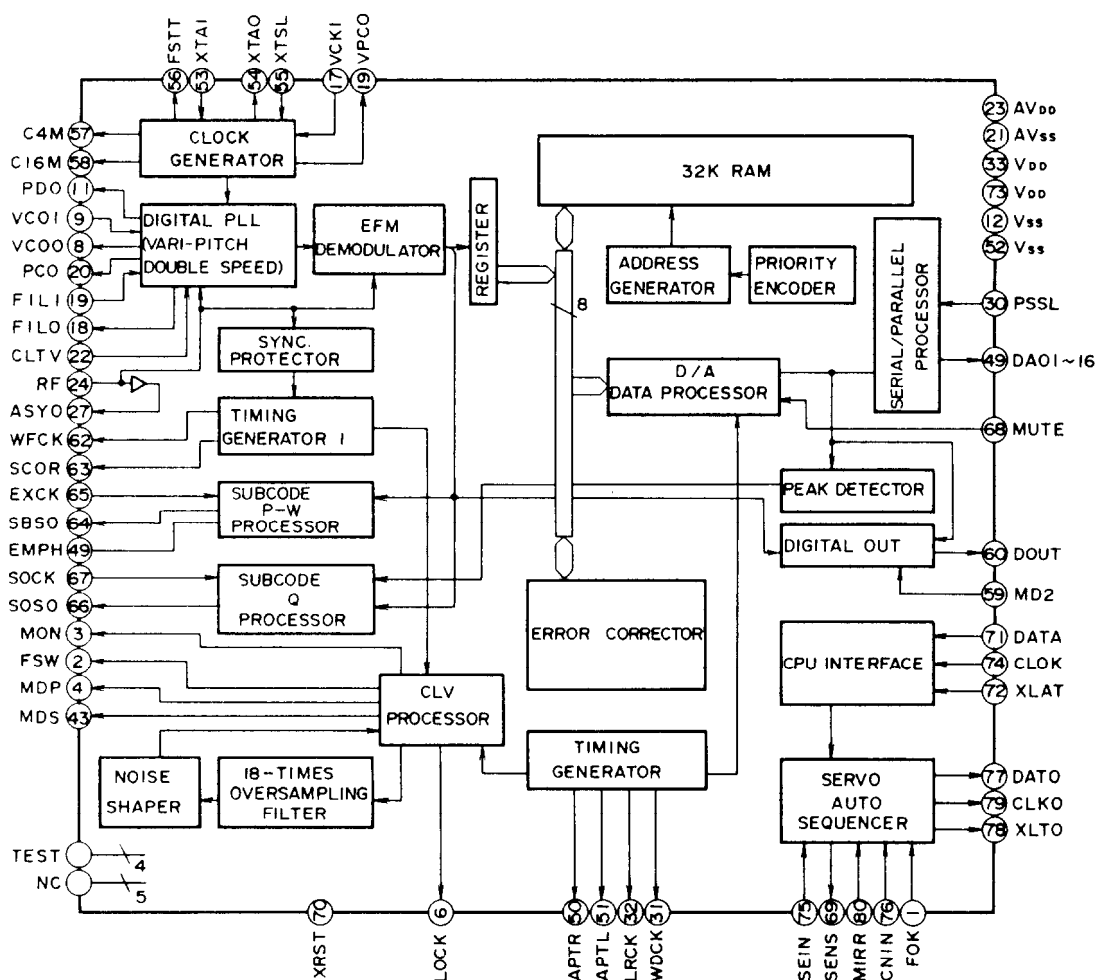 56 FSTT
53 XTAI
54 XTAO
55 XTSL
17 VCKI
19 VPCO
C4M 57
C16M 58
PDO 11
VCOI 9
VCOO 8
PCO 20
FILI 19
FILO 18
CLTV 22
RF 24
ASYO 27
WFCK 62
SCOR 63
EXCK 65
SBSO 64
EMPH 49
SOCK 67
SOSO 66
MON 3
FSW 2
MDP 4
MDS 43
TEST
4
NC
5
CLOCK
GENERATOR
DIGITAL PLL
(VARI-PITCH
DOUBLE SPEED)
EFM
DEMODULATOR
REGISTER
SYNC.
PROTECTOR
TIMING
GENERATOR 1
SUBCODE
P-W
PROCESSOR
SUBCODE
Q
PROCESSOR
CLV
PROCESSOR
NOISE
SHAPER
18-TIMES
OVERSAMPLING
FILTER
32K RAM
8
ADDRESS
GENERATOR
PRIORITY
ENCODER
D/A
DATA PROCESSOR
SERIAL/PARALLEL
PROCESSOR
PEAK DETECTOR
DIGITAL OUT
ERROR CORRECTOR
CPU INTERFACE
TIMING
GENERATOR
SERVO
AUTO
SEQUENCER
23 AVDD
21 AVSS
33 VDD
73 VDD
12 VSS
52 VSS
30 PSSL
49 DA01~16
68 MUTE
60 DOUT
59 MD2
71 DATA
74 CLOK
72 XLAT
77 DATO
79 CLKO
78 XLTO
XRST 70
LOCK 6
APTR 50
APTL 51
LRCK 32
WDCK 31
SEIN 75
SENS 69
MIRR 80
CNIN 76
FOK 1